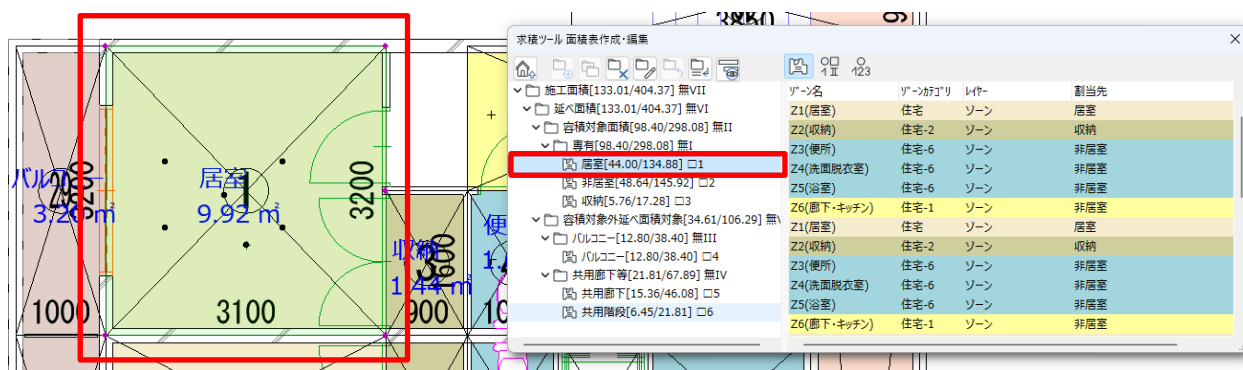 求積ツール 面積表作成・編集
施工面積[133.01/404.37] 無VII
延べ面積[133.01/404.37] 無VI
容積対象面積[98.40/298.08] 無II
専有[98.40/298.08] 無I
居室[44.00/134.88] □1
非居室[48.64/145.92] □2
収納[5.76/17.28] □3
容積対象外延べ面積対象[34.61/106.29] 無
バルコニー[12.80/38.40] 無III
バルコニー[12.80/38.40] □4
共用廊下等[21.81/67.89] 無IV
共用廊下[15.36/46.08] □5
共用階段[6.45/21.81] □6
ｿﾞｰﾝ名 ｿﾞｰﾝｶﾃｺﾞﾘ ﾚｲﾔｰ 割当先
Z1(居室) 住宅 ゾーン 居室
Z2(収納) 住宅-2 ゾーン 収納
Z3(便所) 住宅-6 ゾーン 非居室
Z4(洗面脱衣室) 住宅-6 ゾーン 非居室
Z5(浴室) 住宅-6 ゾーン 非居室
Z6(廊下・キッチン) 住宅-1 ゾーン 非居室
Z1(居室) 住宅 ゾーン 居室
Z2(収納) 住宅-2 ゾーン 収納
Z3(便所) 住宅-6 ゾーン 非居室
Z4(洗面脱衣室) 住宅-6 ゾーン 非居室
Z5(浴室) 住宅-6 ゾーン 非居室
Z6(廊下・キッチン) 住宅-1 ゾーン 非居室
居室
1
9.92 ㎡
3200
3200
収納
3
1.44 ㎡
1600
便
1000
3100
900